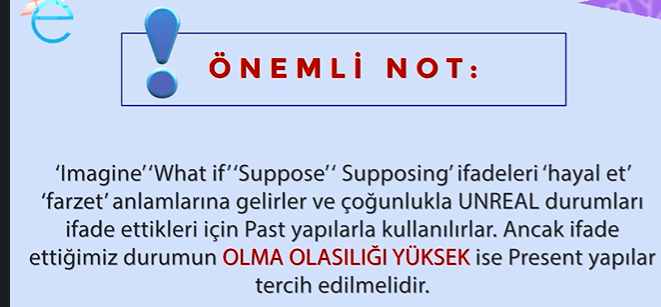 ÖNEMLİ NOT:
‘Imagine’‘What if’‘Suppose’‘ Supposing’ ifadeleri ‘hayal et’
‘farzet’ anlamlarına gelirler ve çoğunlukla UNREAL durumları
ifade ettikleri için Past yapılarla kullanılırlar. Ancak ifade
ettiğimiz durumun OLMA OLASILIĞI YÜKSEK ise Present yapılar
tercih edilmelidir.